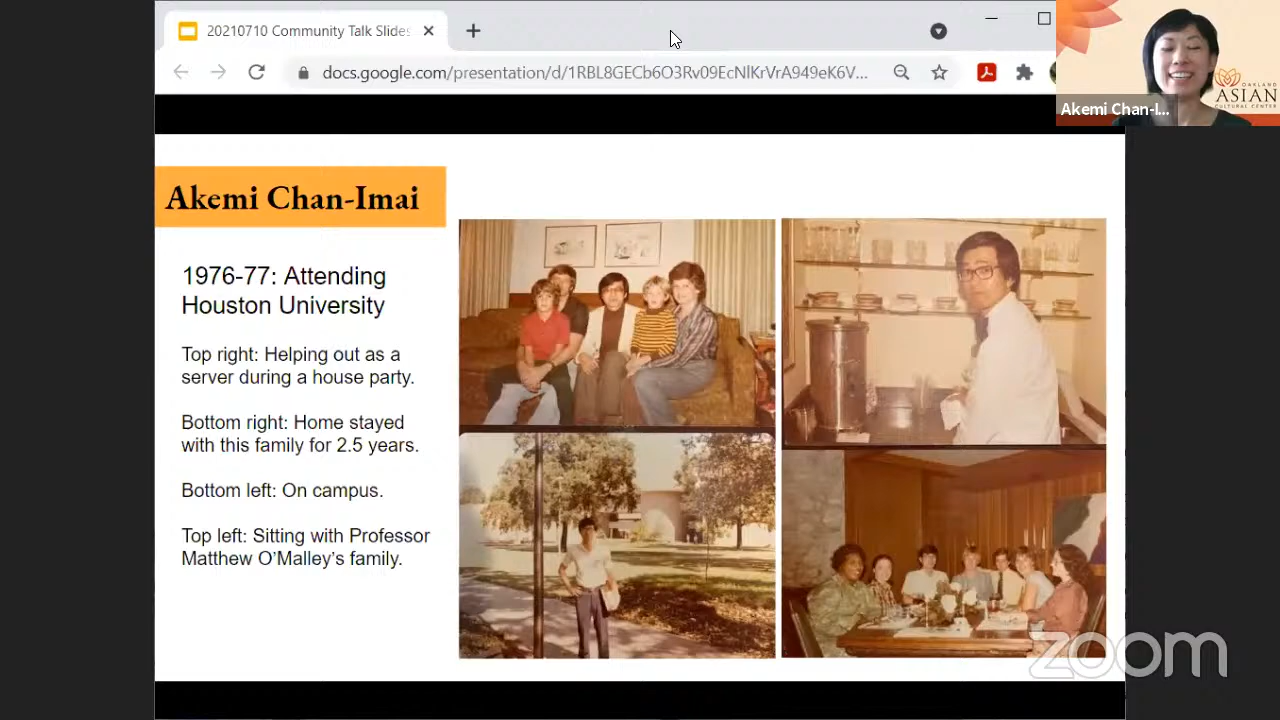 20210710 Community Talk Slides
docs.google.com/presentation/d/1RBL8GECb6O3Rv09EcNlKrVrA949eK6V...
OAKLAND
ASIAN
CULTURAL CENTER
Akemi Chan-I...
Akemi Chan-Imai
1976-77: Attending
Houston University
Top right: Helping out as a
server during a house party.
Bottom right: Home stayed
with this family for 2.5 years.
Bottom left: On campus.
Top left: Sitting with Professor
Matthew O’Malley’s family.
zoom